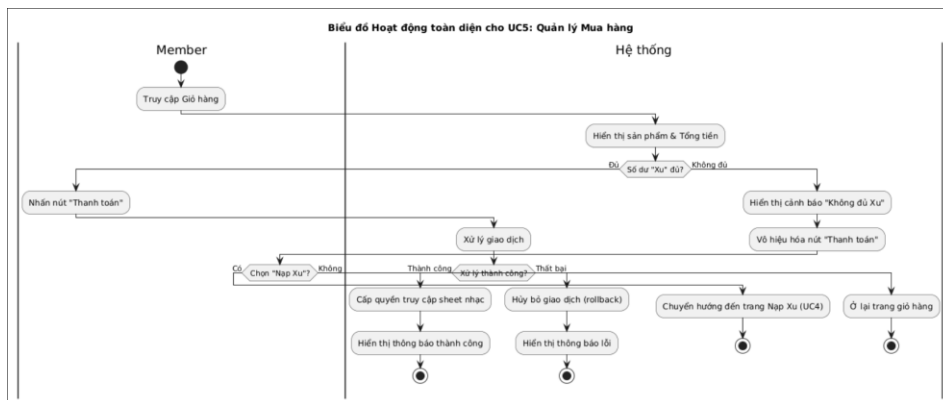 Biểu đồ Hoạt động toàn diện cho UC5: Quản lý Mua hàng
Member
Hệ thống
Truy cập Giỏ hàng
Hiển thị sản phẩm & Tổng tiền
Đủ
Số dư "Xu" đủ?
Không đủ
Nhấn nút "Thanh toán"
Hiển thị cảnh báo "Không đủ Xu"
Xử lý giao dịch
Vô hiệu hóa nút "Thanh toán"
Có
Chọn "Nạp Xu"?
Không
Thành công
Xử lý thành công?
Thất bại
Cấp quyền truy cập sheet nhạc
Hủy bỏ giao dịch (rollback)
Chuyển hướng đến trang Nạp Xu (UC4)
Ở lại trang giỏ hàng
Hiển thị thông báo thành công
Hiển thị thông báo lỗi